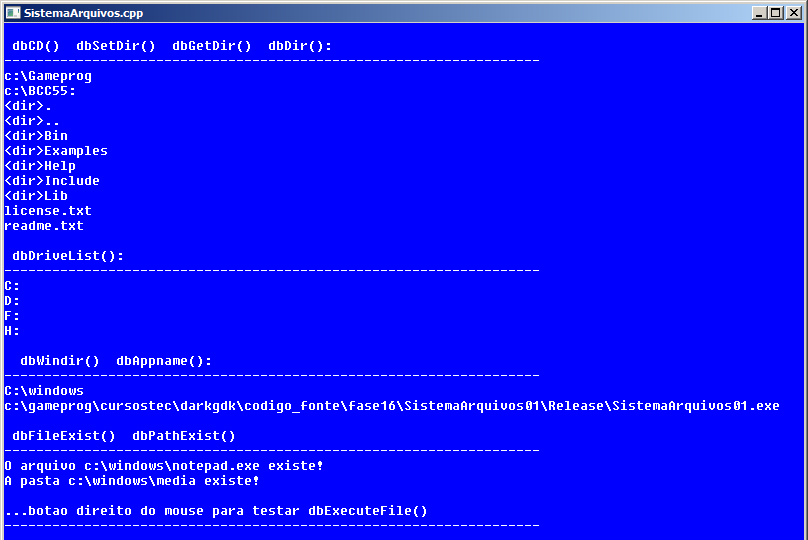 SistemaArquivos.cpp
dbCD()  dbSetDir()  dbGetDir()  dbDir():
-------------------------------------------------------------------
c:\Gameprog
c:\BCC55:
<dir>.
<dir>..
<dir>Bin
<dir>Examples
<dir>Help
<dir>Include
<dir>Lib
license.txt
readme.txt
dbDriveList():
-------------------------------------------------------------------
C:
D:
F:
H:
dbWindir()  dbAppname():
-------------------------------------------------------------------
C:\windows
c:\gameprog\cursostec\darkgdk\codigo_fonte\fase16\SistemaArquivos01\Release\SistemaArquivos01.exe
dbFileExist()  dbPathExist()
-------------------------------------------------------------------
O arquivo c:\windows\notepad.exe existe!
A pasta c:\windows\media existe!
...botao direito do mouse para testar dbExecuteFile()
-------------------------------------------------------------------